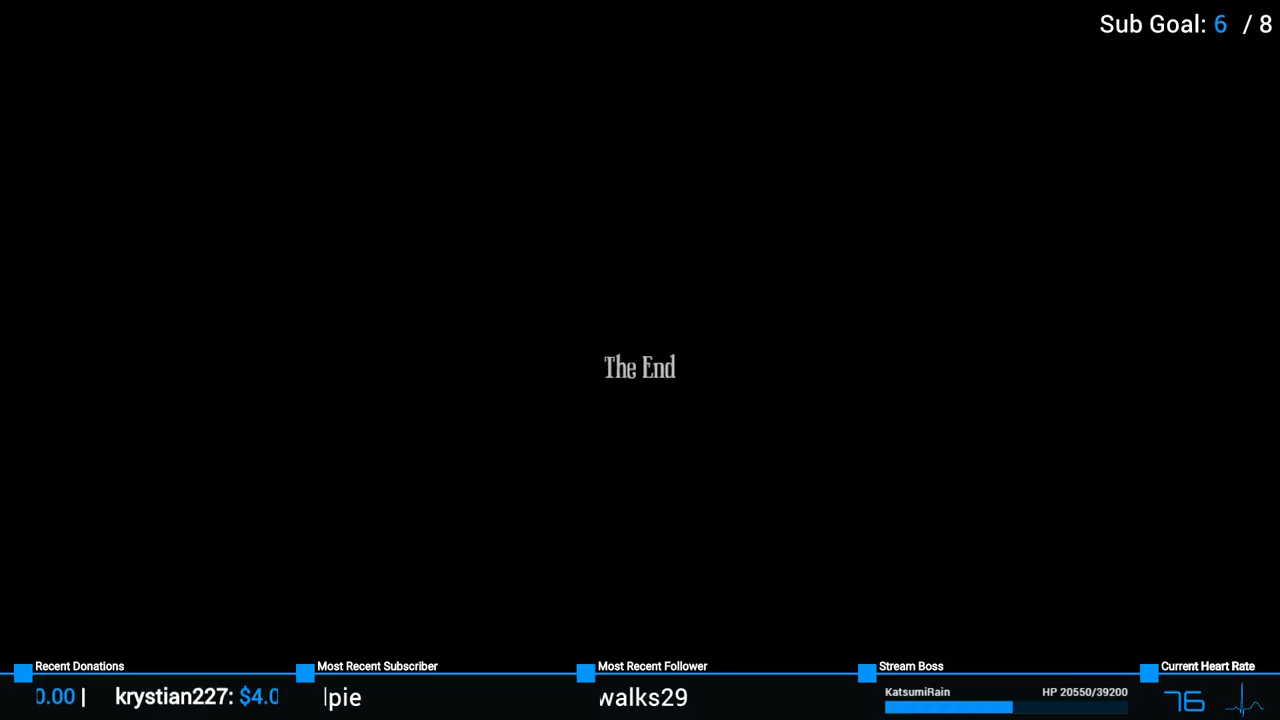 Sub Goal: 6 / 8
The End
Recent Donations
Most Recent Subscriber
Most Recent Follower
Stream Boss
Current Heart Rate
0.00 | krystian227: $4.0
pie
walks29
KatsumiRain
HP 20550/39200
76